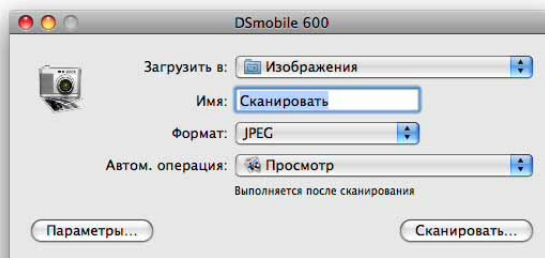 DSmobile 600
Загрузить в: Изображения
Имя: Сканировать
Формат: JPEG
Автом. операция: Просмотр
Выполняется после сканирования
Параметры... Сканировать...